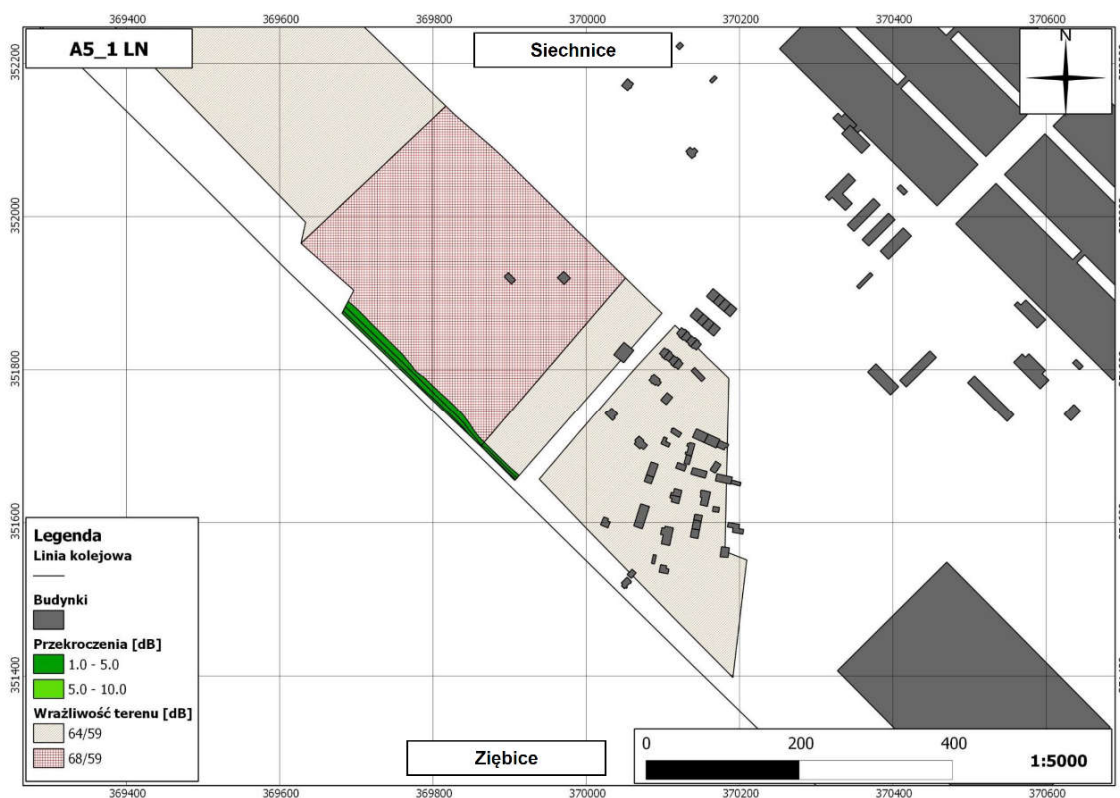 369400 369600 369800 370000 370200 370400 370600
A5_1 LN
Siechnice
N
352200
352000
351800
351600
351400
Legenda
Linia kolejowa
Budynki
Przekroczenia [dB]
1.0 - 5.0
5.0 - 10.0
Wrażliwość terenu [dB]
64/59
68/59
Ziębice
0 200 400
1:5000
369400 369600 369800 370000 370200 370400 370600